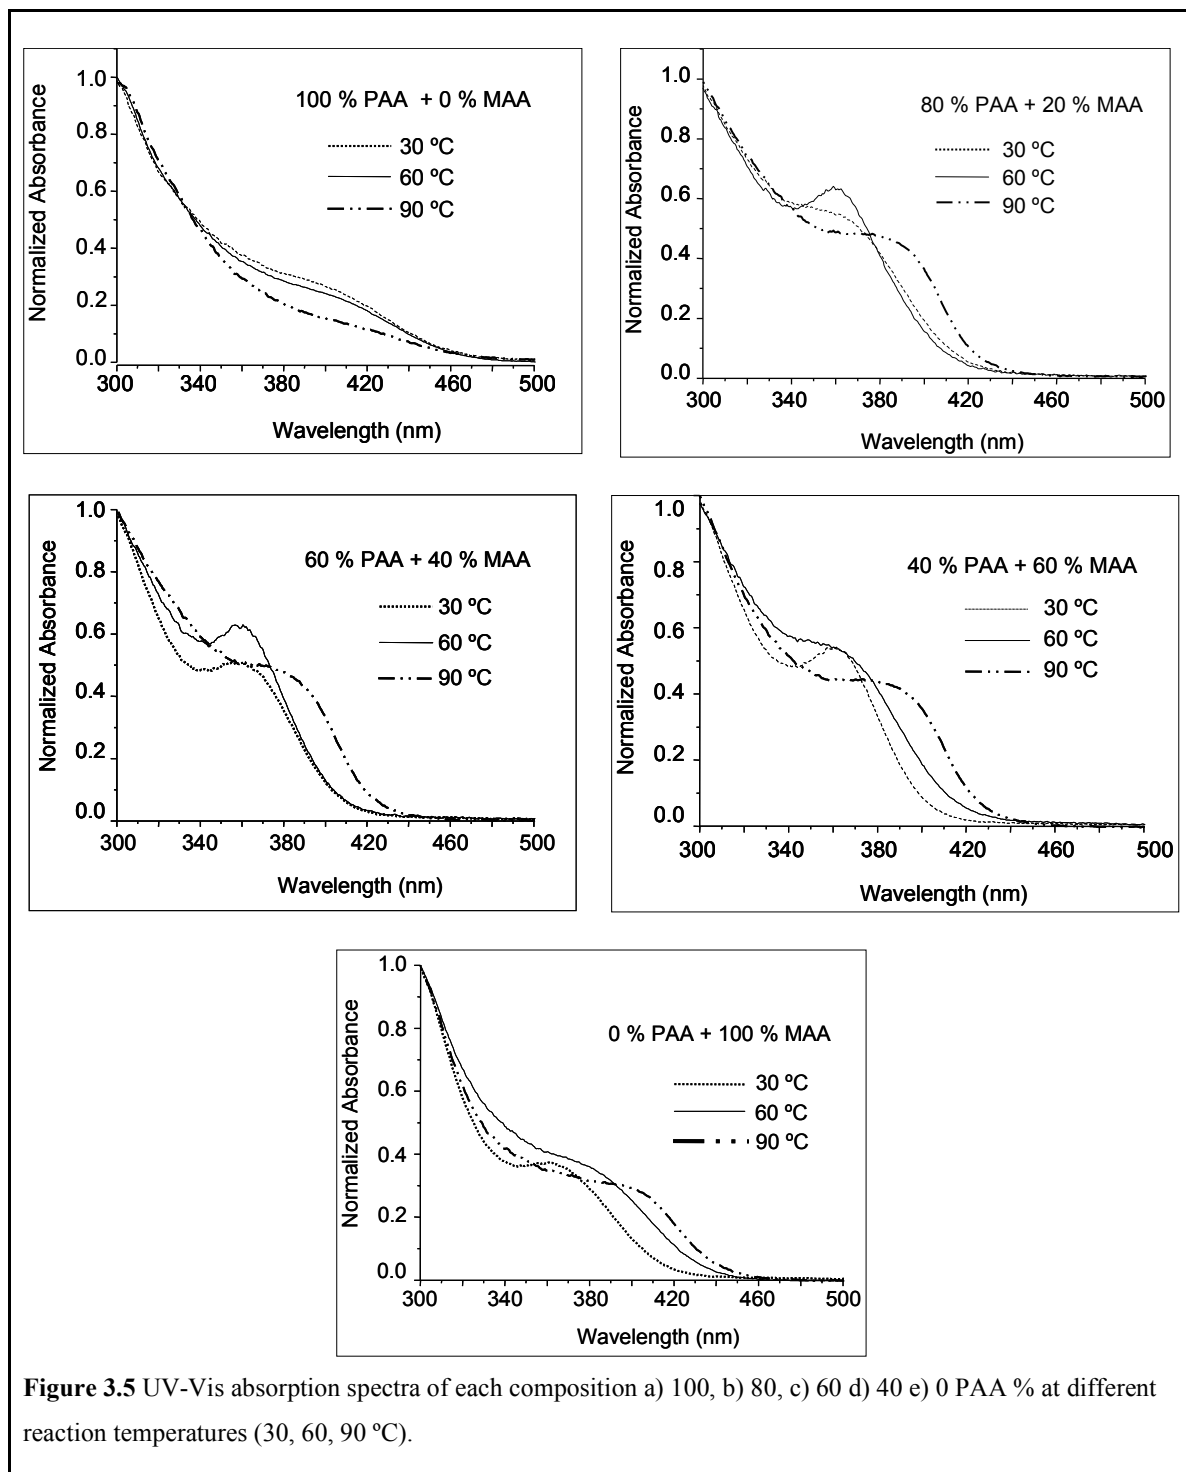 100 % PAA + 0 % MAA
30 ºC
60 ºC
90 ºC
Normalized Absorbance
1.0
0.8
0.6
0.4
0.2
0.0
300 340 380 420 460 500
Wavelength (nm)
80 % PAA + 20 % MAA
30 ºC
60 ºC
90 ºC
Normalized Absorbance
1.0
0.8
0.6
0.4
0.2
0.0
300 340 380 420 460 500
Wavelength (nm)
60 % PAA + 40 % MAA
30 ºC
60 ºC
90 ºC
Normalized Absorbance
1.0
0.8
0.6
0.4
0.2
0.0
300 340 380 420 460 500
Wavelength (nm)
40 % PAA + 60 % MAA
30 ºC
60 ºC
90 ºC
Normalized Absorbance
1.0
0.8
0.6
0.4
0.2
0.0
300 340 380 420 460 500
Wavelength (nm)
0 % PAA + 100 % MAA
30 ºC
60 ºC
90 ºC
Normalized Absorbance
1.0
0.8
0.6
0.4
0.2
0.0
300 340 380 420 460 500
Wavelength (nm)
Figure 3.5 UV-Vis absorption spectra of each composition a) 100, b) 80, c) 60 d) 40 e) 0 PAA % at different
reaction temperatures (30, 60, 90 ºC).